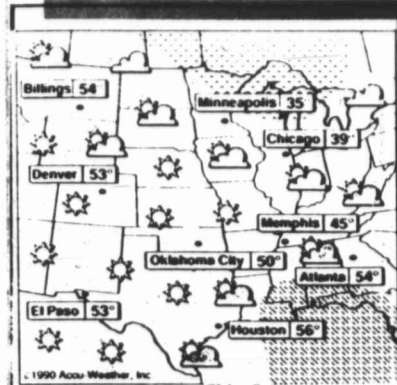 Billings 54
Minneapolis 35
Chicago 39°
Denver 53°
Memphis 45°
Oklahoma City 50°
Atlanta 54°
El Paso 53°
Houston 56°
©1990 Accu-Weather, Inc